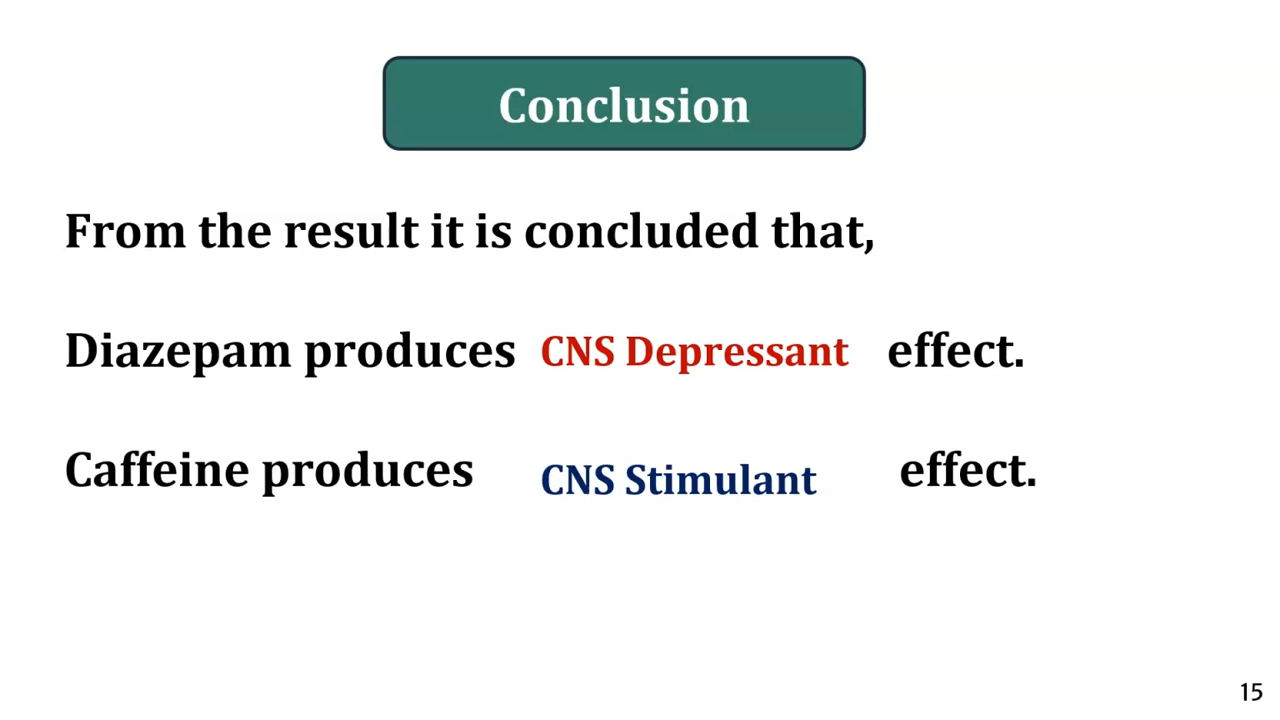 Conclusion
From the result it is concluded that,
Diazepam produces CNS Depressant effect.
Caffeine produces CNS Stimulant effect.
15